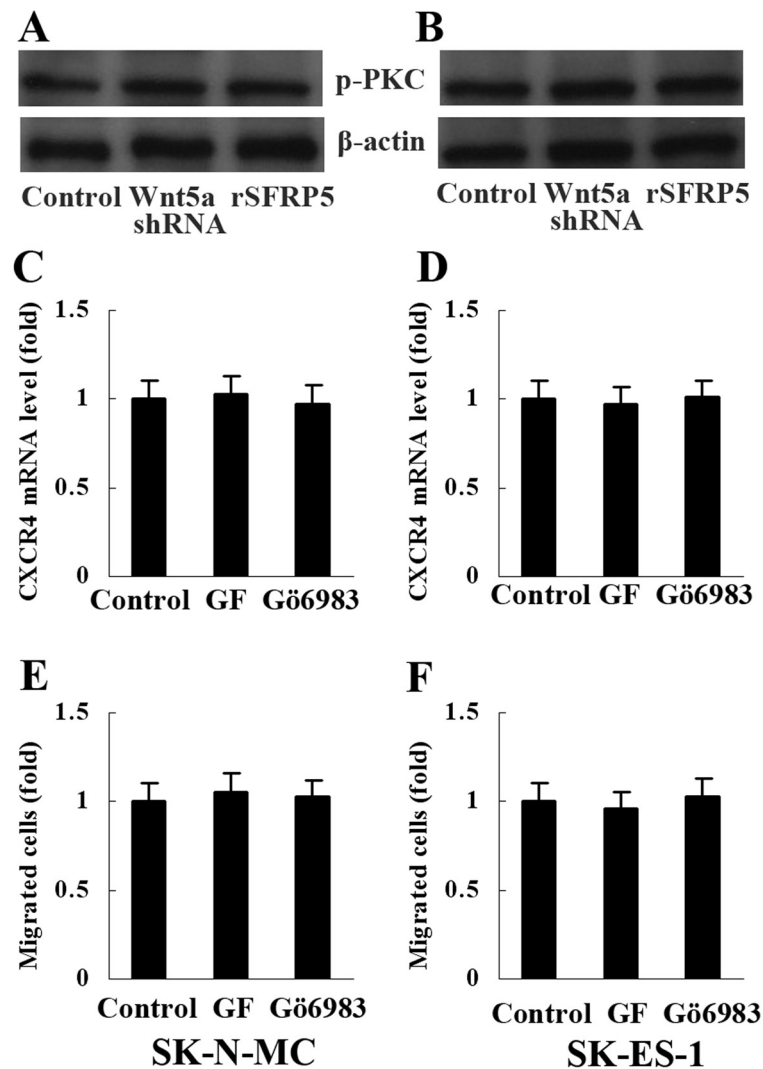 A
B
p-PKC
β-actin
Control Wnt5a rSFRP5
shRNA
Control Wnt5a rSFRP5
shRNA
C
CXCR4 mRNA level (fold)
1.5
1
0.5
0
Control GF Gö6983
D
CXCR4 mRNA level (fold)
1.5
1
0.5
0
Control GF Gö6983
E
Migrated cells (fold)
1.5
1
0.5
0
Control GF Gö6983
SK-N-MC
F
Migrated cells (fold)
1.5
1
0.5
0
Control GF Gö6983
SK-ES-1